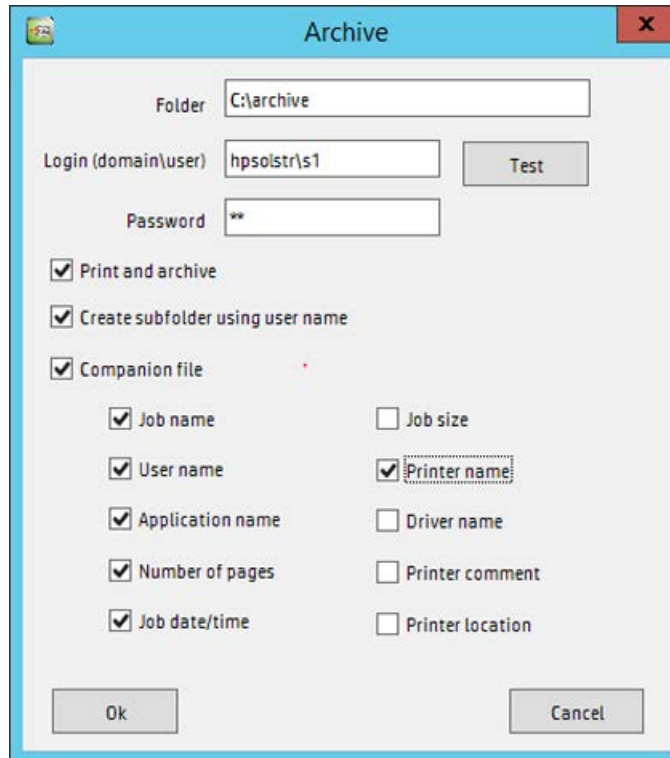 Archive
Folder C:\archive
Login (domain\user) hpsolstr\s1 Test
Password **
Print and archive
Create subfolder using user name
Companion file
Job name Job size
User name Printer name
Application name Driver name
Number of pages Printer comment
Job date/time Printer location
Ok Cancel